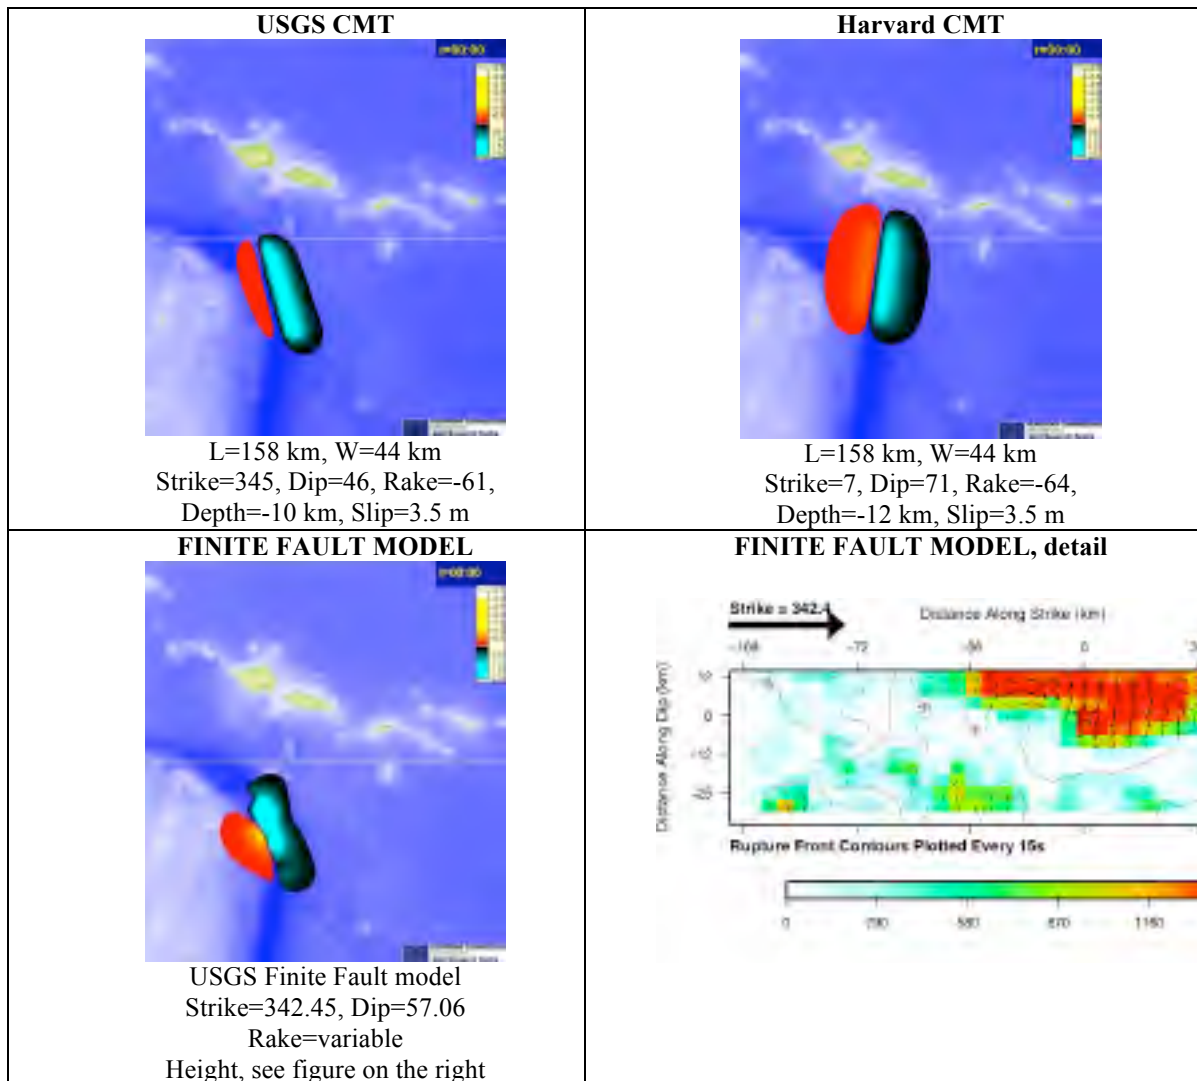 USGS CMT
L=158 km, W=44 km
Strike=345, Dip=46, Rake=-61,
Depth=-10 km, Slip=3.5 m
Harvard CMT
L=158 km, W=44 km
Strike=7, Dip=71, Rake=-64,
Depth=-12 km, Slip=3.5 m
FINITE FAULT MODEL
USGS Finite Fault model
Strike=342.45, Dip=57.06
Rake=variable
Height, see figure on the right
FINITE FAULT MODEL, detail
Strike = 342.4
Distance Along Strike (km)
-72
0
Distance Along Dip (km)
0
Rupture Front Contours Plotted Every 15s
0